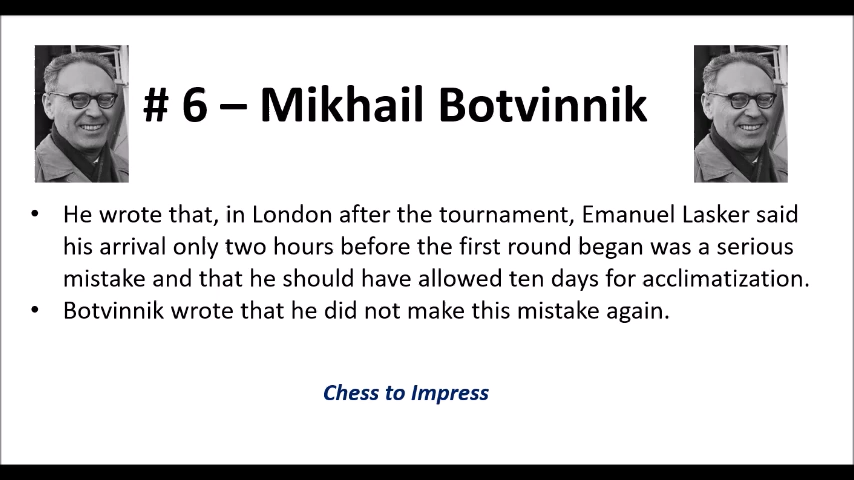 # 6 – Mikhail Botvinnik
• He wrote that, in London after the tournament, Emanuel Lasker said
his arrival only two hours before the first round began was a serious
mistake and that he should have allowed ten days for acclimatization.
• Botvinnik wrote that he did not make this mistake again.
Chess to Impress